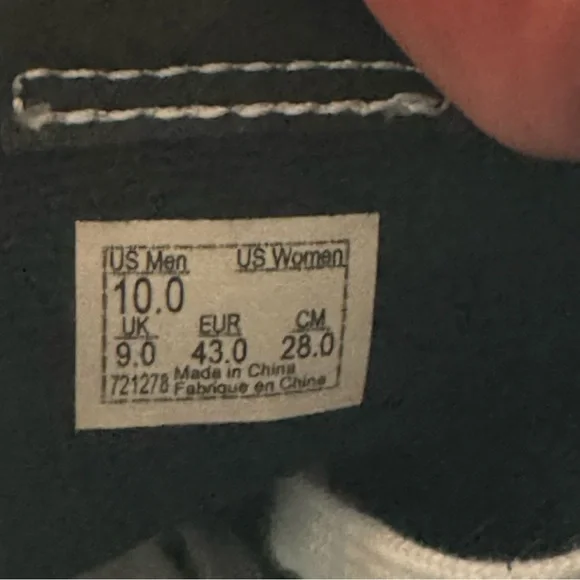 US Men US Women
10.0
UK EUR CM
9.0 43.0 28.0
721278 Made in China
Fabrique en Chine